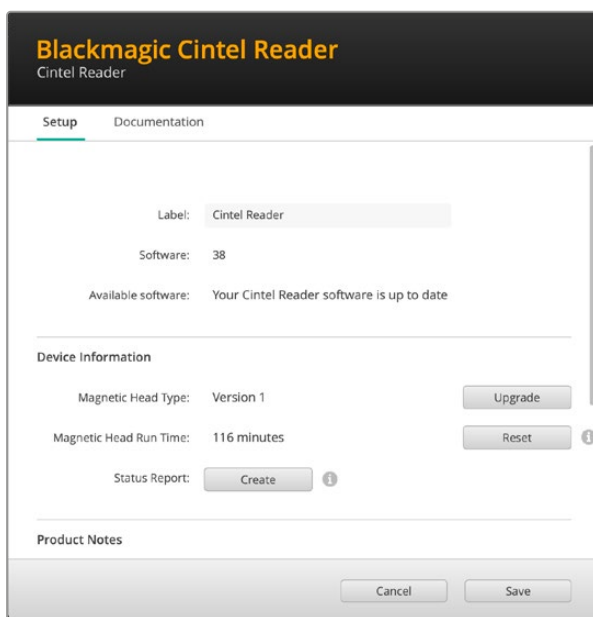 Blackmagic Cintel Reader
Cintel Reader
Setup Documentation
Label: Cintel Reader
Software: 38
Available software: Your Cintel Reader software is up to date
Device Information
Magnetic Head Type: Version 1 Upgrade
Magnetic Head Run Time: 116 minutes Reset
Status Report: Create
Product Notes
Cancel Save